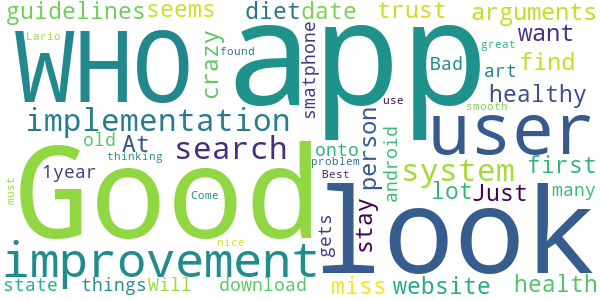 guidelines seems diet date trust arguments
Lario WHO crazy found app smatphone Bad want
great art find
implementation use healthy
old At search smooth user
thinking onto person android system first
1year problem
must Good Come Best lot Just many
nice gets stay look
improvement
state things Will download miss website health